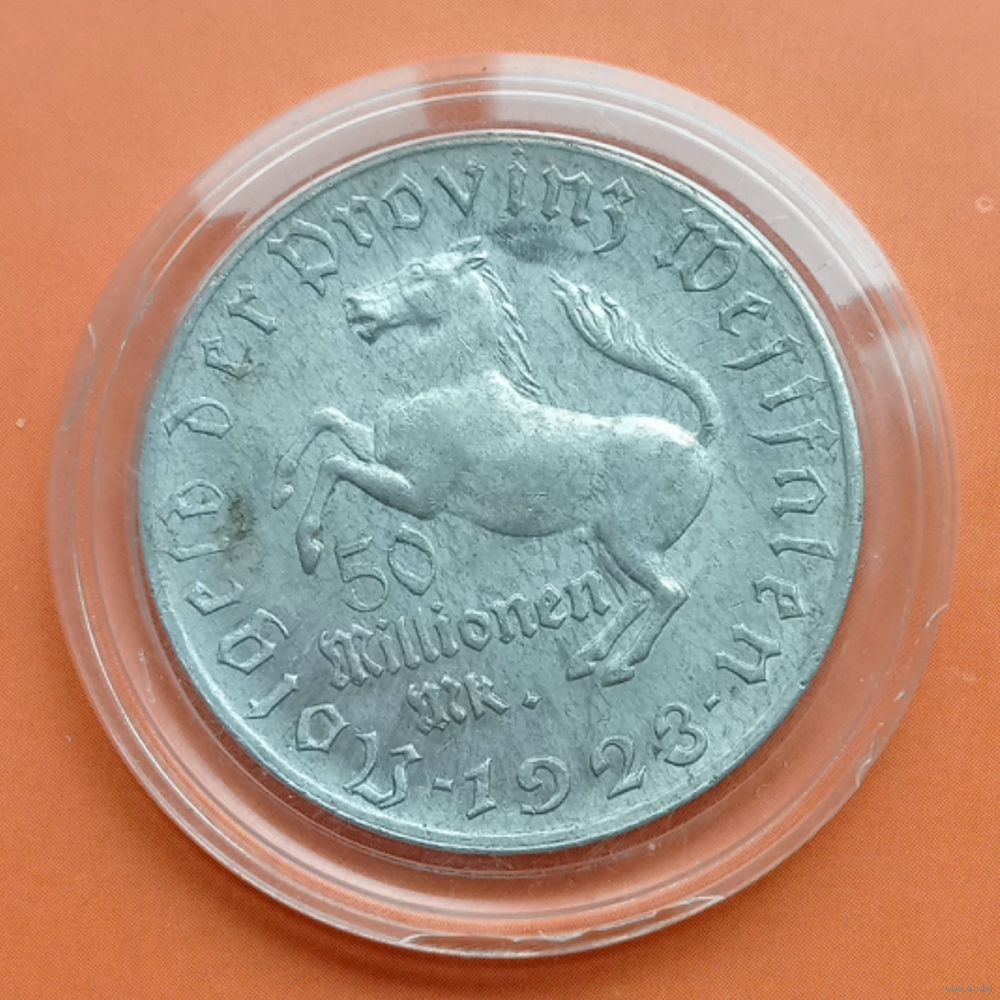 Notgeld der Provinz Westfalen
·1923·
50
Millionen
MK.